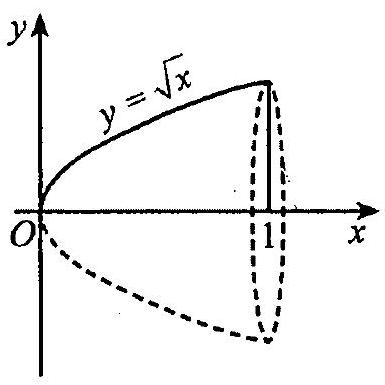 y
y = √x
O
1
x